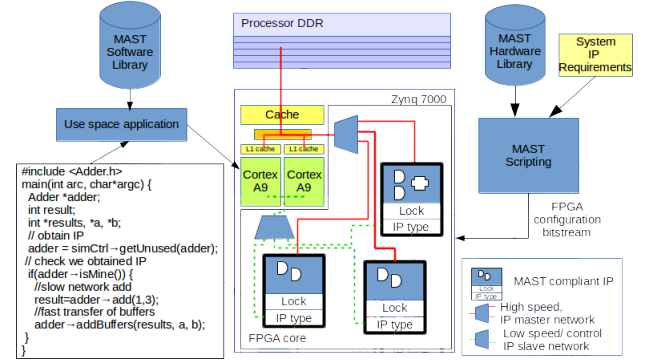 MAST
Software
Library
Processor DDR
MAST
Hardware
Library
System
IP
Requirements
Use space application
Zynq 7000
Cache
L1 cache
L1 cache
Cortex
A9
Cortex
A9
MAST
Scripting
#include <Adder.h>
main(int arc, char*argc) {
Adder *adder;
int result;
int *results, *a, *b;
// obtain IP
adder = simCtrl→getUnused(adder);
// check we obtained IP
if(adder→isMine()) {
//slow network add
result=adder→add(1,3);
//fast transfer of buffers
adder→addBuffers(results, a, b);
}
}
Lock
IP type
Lock
IP type
Lock
IP type
FPGA core
FPGA
configuration
bitstream
Lock
IP type
MAST compliant IP
High speed,
IP master network
Low speed/ control
IP slave network